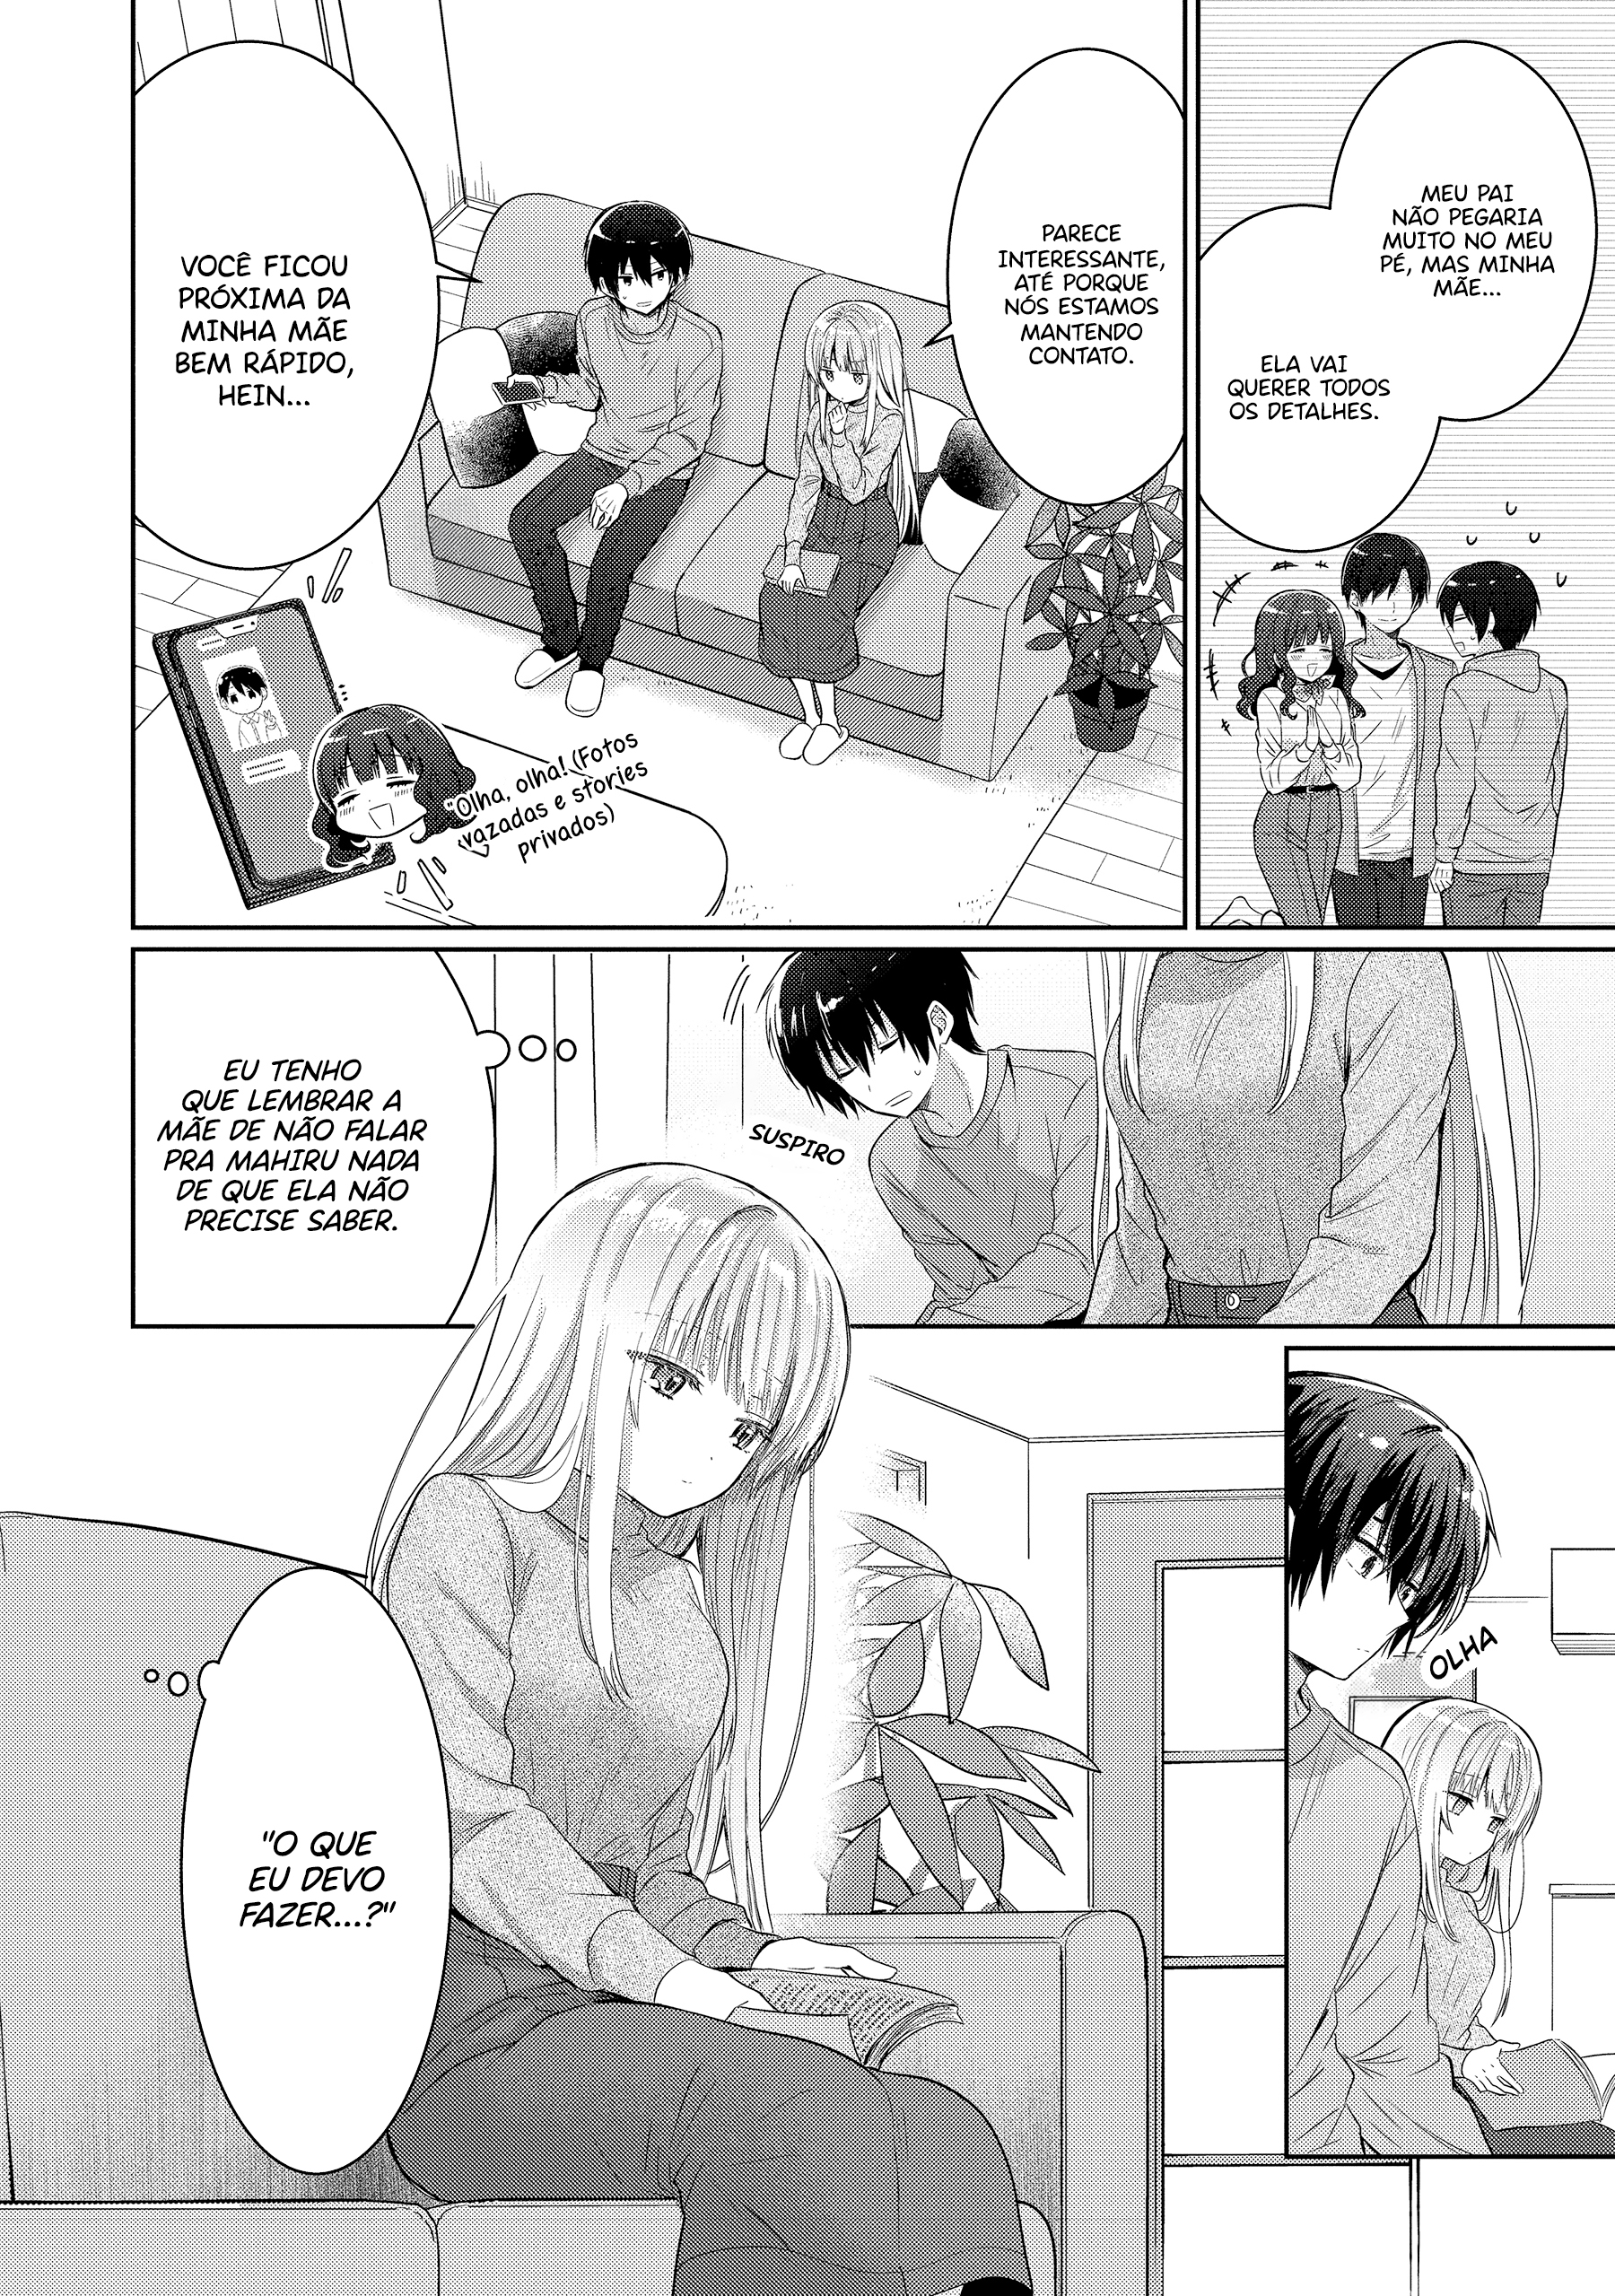 MEU PAI
NÃO PEGARIA
MUITO NO MEU
PÉ, MAS MINHA
MÃE...
ELA VAI
QUERER TODOS
OS DETALHES.
PARECE
INTERESSANTE,
ATÉ PORQUE
NÓS ESTAMOS
MANTENDO
CONTATO.
VOCÊ FICOU
PRÓXIMA DA
MINHA MÃE
BEM RÁPIDO,
HEIN...
"Olha, olha! (Fotos
vazadas e stories
privados)
SUSPIRO
EU TENHO
QUE LEMBRAR A
MÃE DE NÃO FALAR
PRA MAHIRU NADA
DE QUE ELA NÃO
PRECISE SABER.
OLHA
"O QUE
EU DEVO
FAZER...?"